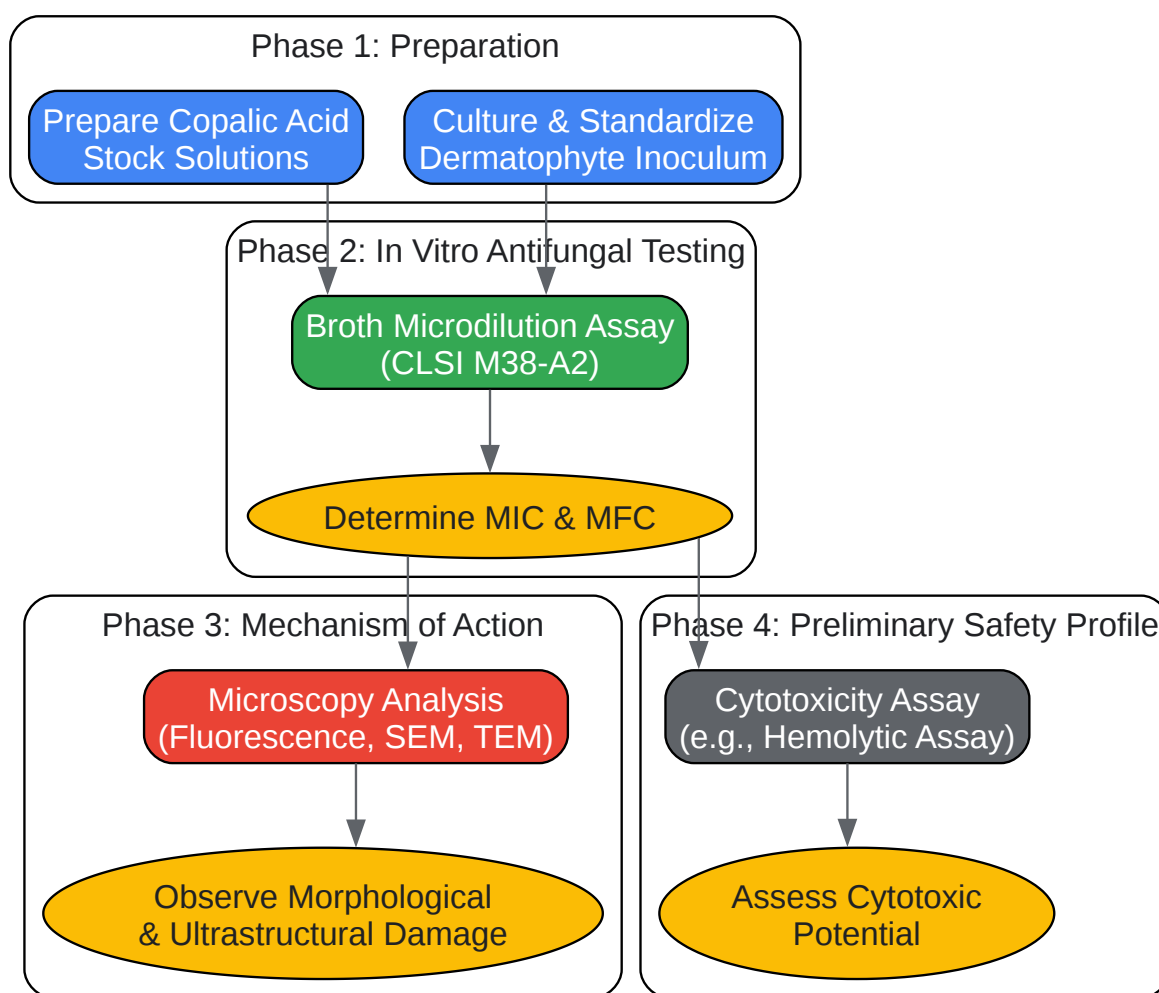 Phase 1: Preparation
Prepare Copalic Acid
Stock Solutions
Culture & Standardize
Dermatophyte Inoculum
Phase 2: In Vitro Antifungal Testing
Broth Microdilution Assay
(CLSI M38-A2)
Determine MIC & MFC
Phase 3: Mechanism of Action
Microscopy Analysis
(Fluorescence, SEM, TEM)
Observe Morphological
& Ultrastructural Damage
Phase 4: Preliminary Safety Profile
Cytotoxicity Assay
(e.g., Hemolytic Assay)
Assess Cytotoxic
Potential